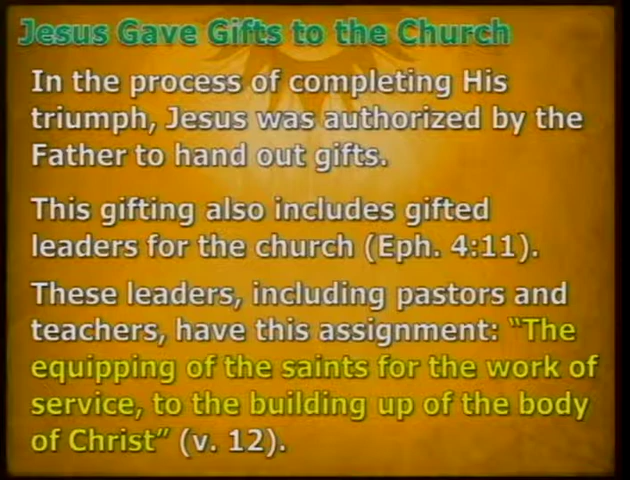 Jesus Gave Gifts to the Church
In the process of completing His
triumph, Jesus was authorized by the
Father to hand out gifts.
This gifting also includes gifted
leaders for the church (Eph. 4:11).
These leaders, including pastors and
teachers, have this assignment: “The
equipping of the saints for the work of
service, to the building up of the body
of Christ” (v. 12).